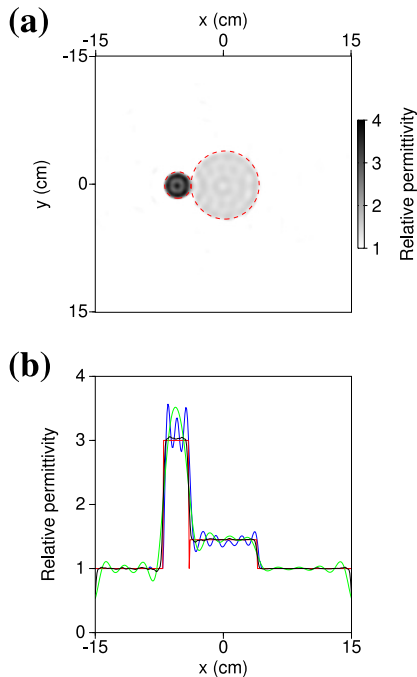 (a)
x (cm)
-15 0 15
-15
0
15
y (cm)
4
3
2
1
Relative permittivity
(b)
4
3
2
1
0
Relative permittivity
-15 0 15
x (cm)